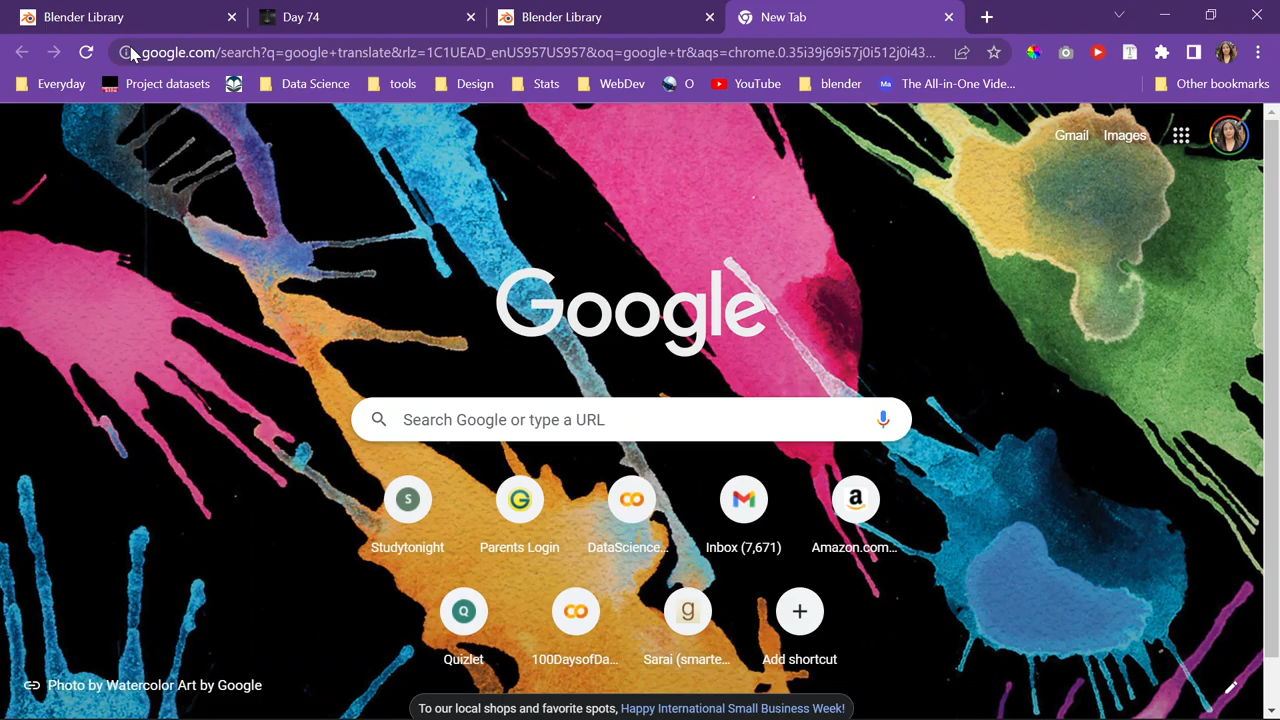 Blender Library
Day 74
Blender Library
New Tab
google.com/search?q=google+translate&rlz=1C1UEAD_enUS957US957&oq=google+tr&aqs=chrome.0.35i39j69i57j0i512j0i43...
Everyday
Project datasets
Data Science
tools
Design
Stats
WebDev
O
YouTube
blender
Ma
The All-in-One Vide...
Other bookmarks
Gmail
Images
Google
Search Google or type a URL
S
Studytonight
G
Parents Login
DataScience...
Inbox (7,671)
a
Amazon.com...
Q
Quizlet
100DaysofDa...
g
Sarai (smarte...
Add shortcut
Photo by Watercolor Art by Google
To our local shops and favorite spots, Happy International Small Business Week!